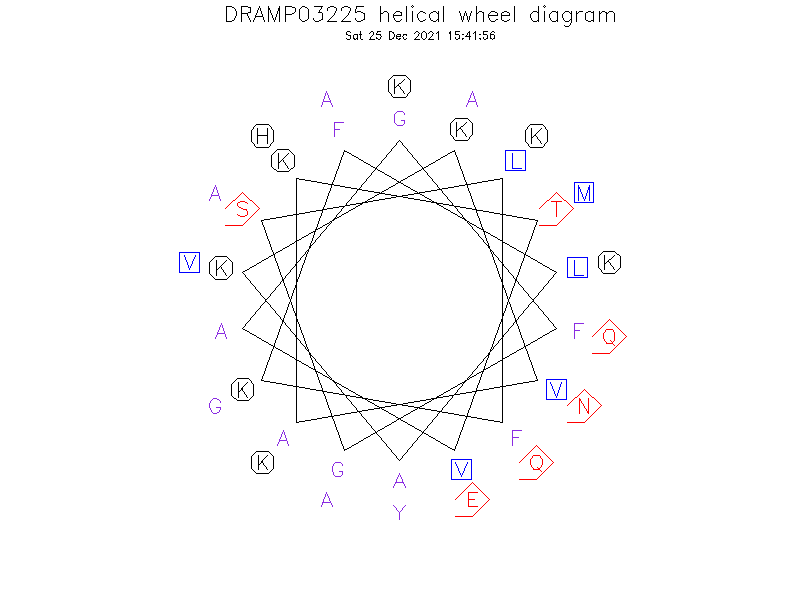 DRAMP03225 helical wheel diagram
Sat 25 Dec 2021 15:41:56
K
A A
G
F K
H K
K L
A M
S T
V K L K
A F Q
K V
G N
A F
K V Q
G
A
A E
Y